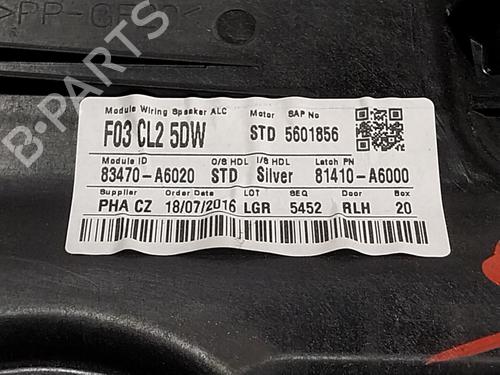 >PP-GF
Module Wiring Speaker ALC Motor SAP No
F03 CL2 5DW STD 5601856
Module ID O/S HDL I/S HDL Latch PN
83470-A6020 STD Silver 81410-A6000
Supplier Order Date LOT SEQ Door Box
PHA CZ 18/07/2016 LGR 5452 RLH 20
B-PARTS